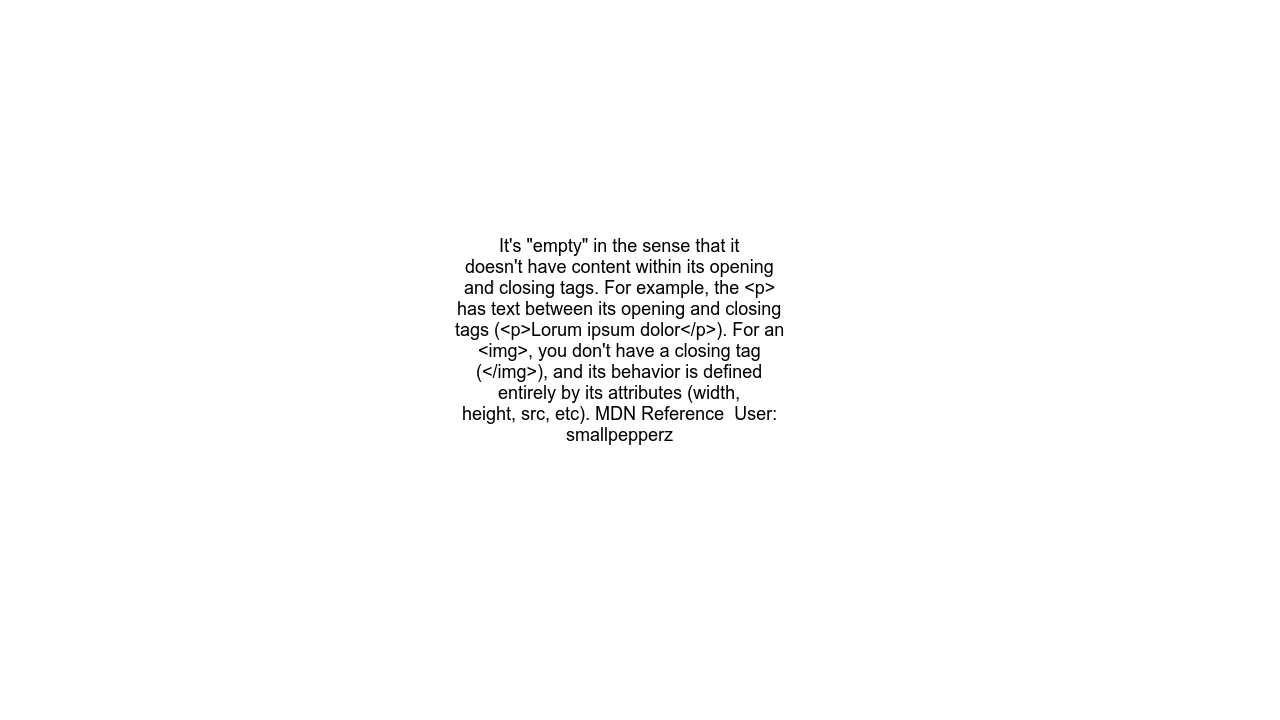 It's "empty" in the sense that it
doesn't have content within its opening
and closing tags. For example, the <p>
has text between its opening and closing
tags (<p>Lorum ipsum dolor</p>). For an
<img>, you don't have a closing tag
(</img>), and its behavior is defined
entirely by its attributes (width,
height, src, etc). MDN Reference  User:
smallpepperz